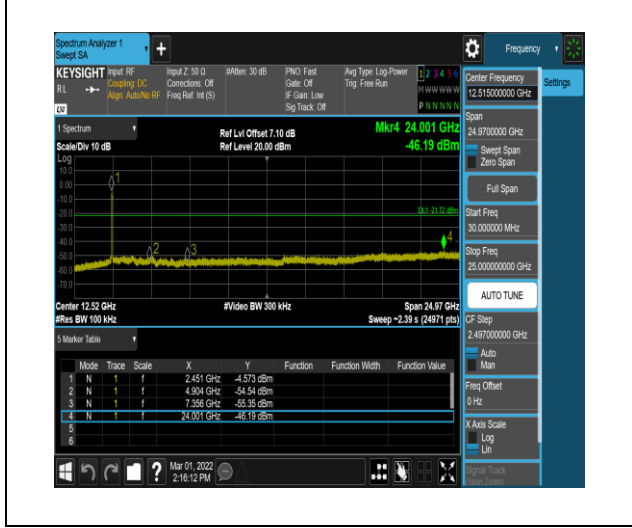 Spectrum Analyzer 1
Swept SA
+
Frequency
KEYSIGHT
RL
LXI
Input: RF
Coupling: DC
Align: Auto/No RF
Input Z: 50 Ω
Corrections: Off
Freq Ref: Int (S)
#Atten: 30 dB
PNO: Fast
Gate: Off
IF Gain: Low
Sig Track: Off
Avg Type: Log-Power
Trig: Free Run
1 2 3 4 5 6
M W W W W W
P N N N N N
1 Spectrum
Scale/Div 10 dB
Ref Lvl Offset 7.10 dB
Ref Level 20.00 dBm
Mkr4 24.001 GHz
-46.19 dBm
Log
10.0
0.00
-10.0
-20.0
-30.0
-40.0
-50.0
-60.0
-70.0
1
2
3
4
DL1 -21.72 dBm
Center 12.52 GHz
#Res BW 100 kHz
#Video BW 300 kHz
Span 24.97 GHz
Sweep ~2.39 s (24971 pts)
5 Marker Table
Mode Trace Scale X Y Function Function Width Function Value
1 N 1 f 2.451 GHz -4.573 dBm
2 N 1 f 4.904 GHz -54.54 dBm
3 N 1 f 7.356 GHz -55.35 dBm
4 N 1 f 24.001 GHz -46.19 dBm
5
6
Mar 01, 2022
2:16:12 PM
Center Frequency
12.515000000 GHz
Settings
Span
24.9700000 GHz
Swept Span
Zero Span
Full Span
Start Freq
30.000000 MHz
Stop Freq
25.000000000 GHz
AUTO TUNE
CF Step
2.497000000 GHz
Auto
Man
Freq Offset
0 Hz
X Axis Scale
Log
Lin
Signal Track
(Span Zoom)